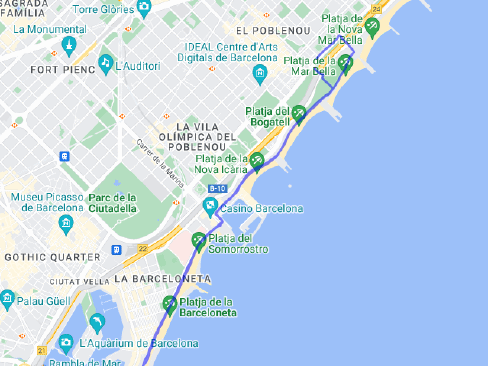 SAGRADA
FAMÍLIA
Torre Glòries
La Monumental
EL POBLENOU
Platja de
la Nova
Mar Bella
24
IDEAL Centre d'Arts
Digitals de Barcelona
L'Auditori
FORT PIENC
Platja de
la Mar Bella
Platja del
Bogatell
LA VILA
OLÍMPICA DEL
POBLENOU
Carrer de la Marina
Platja de la
Nova Icària
B-10
Museu Picasso
de Barcelona
Parc de la
Ciutadella
Casino Barcelona
22
Platja del
Somorrostro
GOTHIC QUARTER
CIUTAT VELLA
LA BARCELONETA
Palau Güell
Platja de la
Barceloneta
21
L'Aquàrium de Barcelona
Rambla de Mar